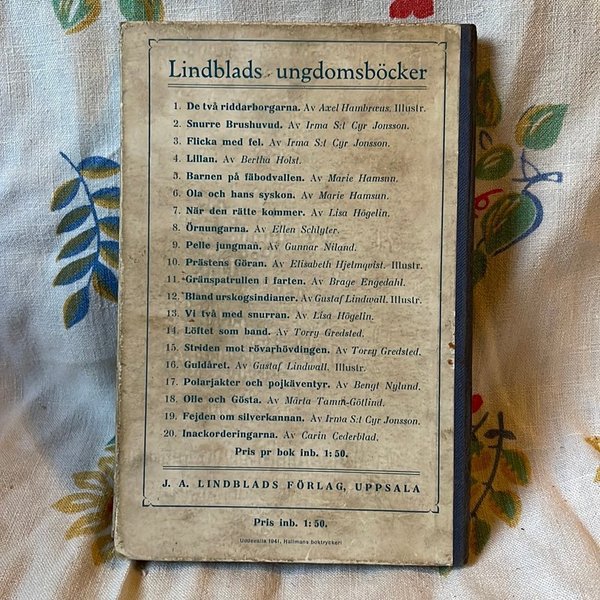 Lindblads ungdomsböcker
1. De två riddarborgarna. Av Axel Hambræus. Illustr.
2. Snurre Brushuvud. Av Irma S:t Cyr Jonsson.
3. Flicka med fel. Av Irma S:t Cyr Jonsson.
4. Lillan. Av Bertha Holst.
5. Barnen på fäbodvallen. Av Marie Hamsun.
6. Ola och hans syskon. Av Marie Hamsun.
7. När den rätte kommer. Av Lisa Högelin.
8. Örnungarna. Av Ellen Schlyter.
9. Pelle jungman. Av Gunnar Niland.
10. Prästens Göran. Av Elisabeth Hjelmqvist. Illustr.
11. Gränspatrullen i farten. Av Brage Engedahl.
12. Bland urskogsindianer. Av Gustaf Lindwall. Illustr.
13. Vi två med snurran. Av Lisa Högelin.
14. Löftet som band. Av Torry Gredsted.
15. Striden mot rövarhövdingen. Av Torry Gredsted.
16. Guldåret. Av Gustaf Lindwall. Illustr.
17. Polarjakter och pojkäventyr. Av Bengt Nylund.
18. Olle och Gösta. Av Märta Tamm-Götlind.
19. Fejden om silverkannan. Av Irma S:t Cyr Jonsson.
20. Inackorderingarna. Av Carin Cederblad.
Pris pr bok inb. 1:50.
J. A. LINDBLADS FÖRLAG, UPPSALA
Pris inb. 1:50.
Uddevalla 1941, Hallmans boktryckeri